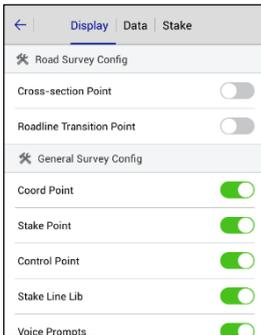 Display Data Stake
Road Survey Config
Cross-section Point
Roadline Transition Point
General Survey Config
Coord Point
Stake Point
Control Point
Stake Line Lib
Voice Prompts